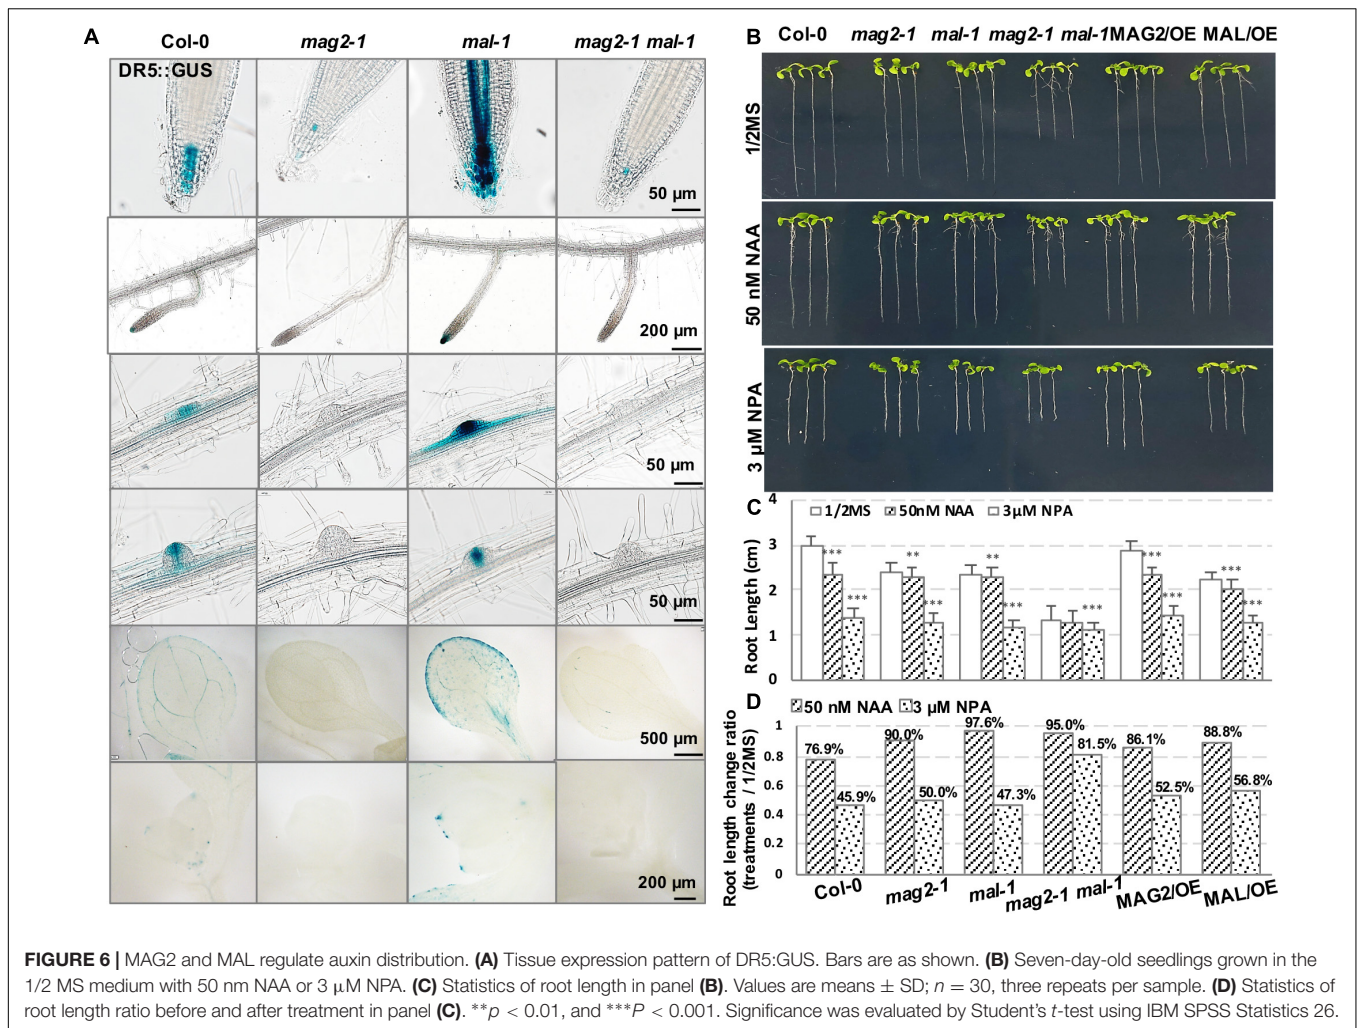 A
Col-0 mag2-1 mal-1 mag2-1 mal-1
DR5::GUS
50 µm
200 µm
50 µm
50 µm
500 µm
200 µm
B
Col-0 mag2-1 mal-1 mag2-1 mal-1 MAG2/OE MAL/OE
1/2MS
50 nM NAA
3 µM NPA
C
1/2MS 50nM NAA 3µM NPA
Root Length (cm)
4
3
2
1
0
*** *** ** *** ** *** *** *** *** *** ***
D
50 nM NAA 3 µM NPA
Root length change ratio
(treatments / 1/2MS)
1
0.8
0.6
0.4
0.2
0
76.9% 45.9% 90.0% 50.0% 97.6% 47.3% 95.0% 81.5% 86.1% 52.5% 88.8% 56.8%
Col-0 mag2-1 mal-1 mag2-1 mal-1 MAG2/OE MAL/OE
FIGURE 6 | MAG2 and MAL regulate auxin distribution. (A) Tissue expression pattern of DR5:GUS. Bars are as shown. (B) Seven-day-old seedlings grown in the
1/2 MS medium with 50 nm NAA or 3 µM NPA. (C) Statistics of root length in panel (B). Values are means ± SD; n = 30, three repeats per sample. (D) Statistics of
root length ratio before and after treatment in panel (C). **p < 0.01, and ***P < 0.001. Significance was evaluated by Student's t-test using IBM SPSS Statistics 26.